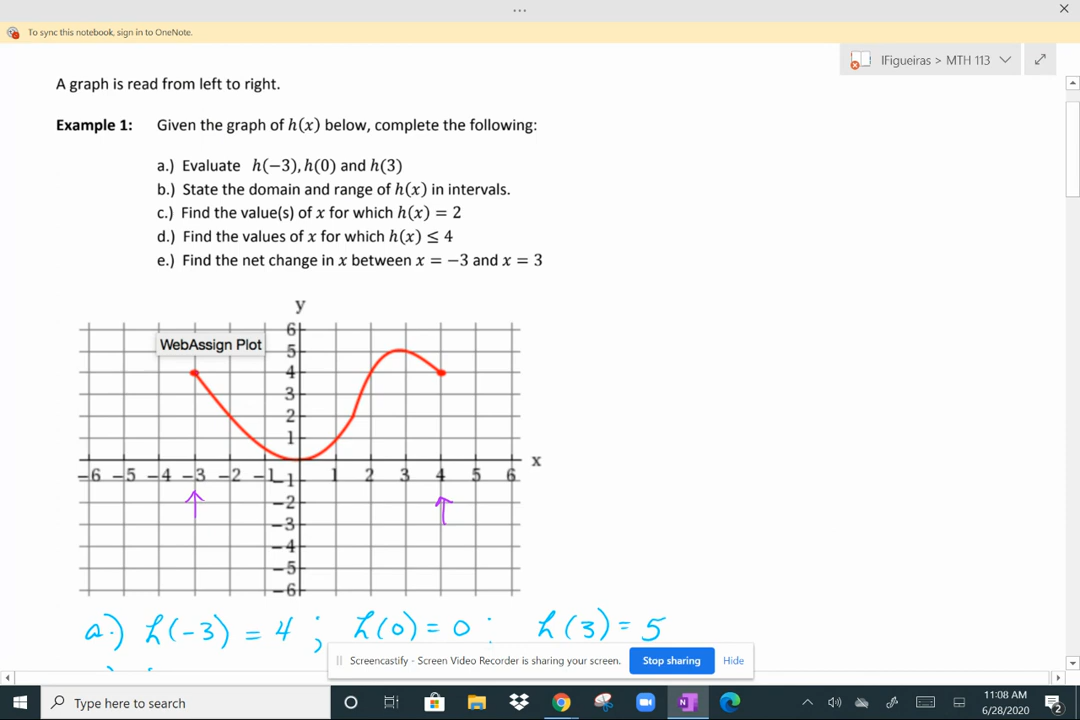 ...
To sync this notebook, sign in to OneNote.
IFigueiras > MTH 113
A graph is read from left to right.
Example 1: Given the graph of h(x) below, complete the following:
a.) Evaluate h(−3), h(0) and h(3)
b.) State the domain and range of h(x) in intervals.
c.) Find the value(s) of x for which h(x) = 2
d.) Find the values of x for which h(x) ≤ 4
e.) Find the net change in x between x = −3 and x = 3
y
WebAssign Plot
6
5
4
3
2
1
x
−6 −5 −4 −3 −2 −1 1 2 3 4 5 6
−1
−2
−3
−4
−5
−6
a.) h(-3) = 4 ; h(0) = 0 : h(3) = 5
Screencastify - Screen Video Recorder is sharing your screen. Stop sharing Hide
Type here to search
11:08 AM
6/28/2020
2